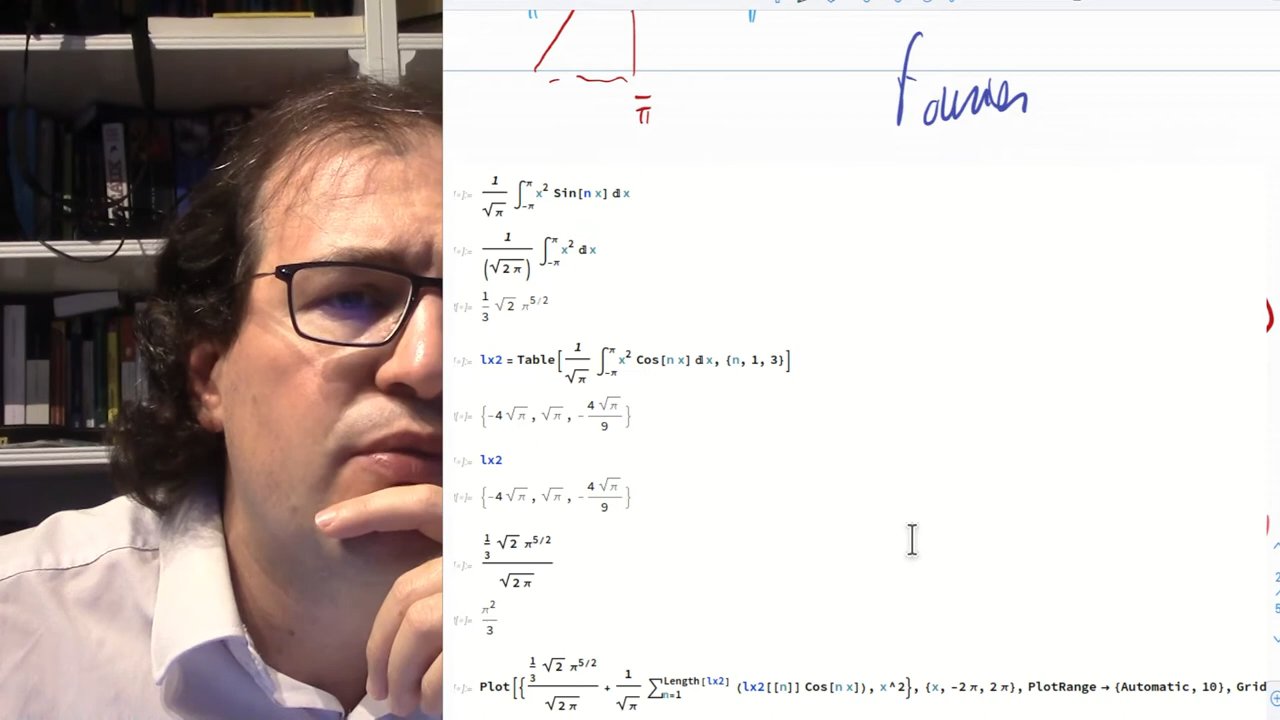 π
Fourier
1/√π ∫_{-π}^{π} x² Sin[n x] ⅆx
1/(√(2 π)) ∫_{-π}^{π} x² ⅆx
1/3 √2 π^{5/2}
lx2 = Table[1/√π ∫_{-π}^{π} x² Cos[n x] ⅆx, {n, 1, 3}]
{-4 √π, √π, -(4 √π)/9}
lx2
{-4 √π, √π, -(4 √π)/9}
(1/3 √2 π^{5/2})/√(2 π)
π²/3
Plot[{(1/3 √2 π^{5/2})/√(2 π) + 1/√π ∑_{n=1}^{Length[lx2]} (lx2[[n]] Cos[n x]), x^2}, {x, -2 π, 2 π}, PlotRange → {Automatic, 10}, Grid